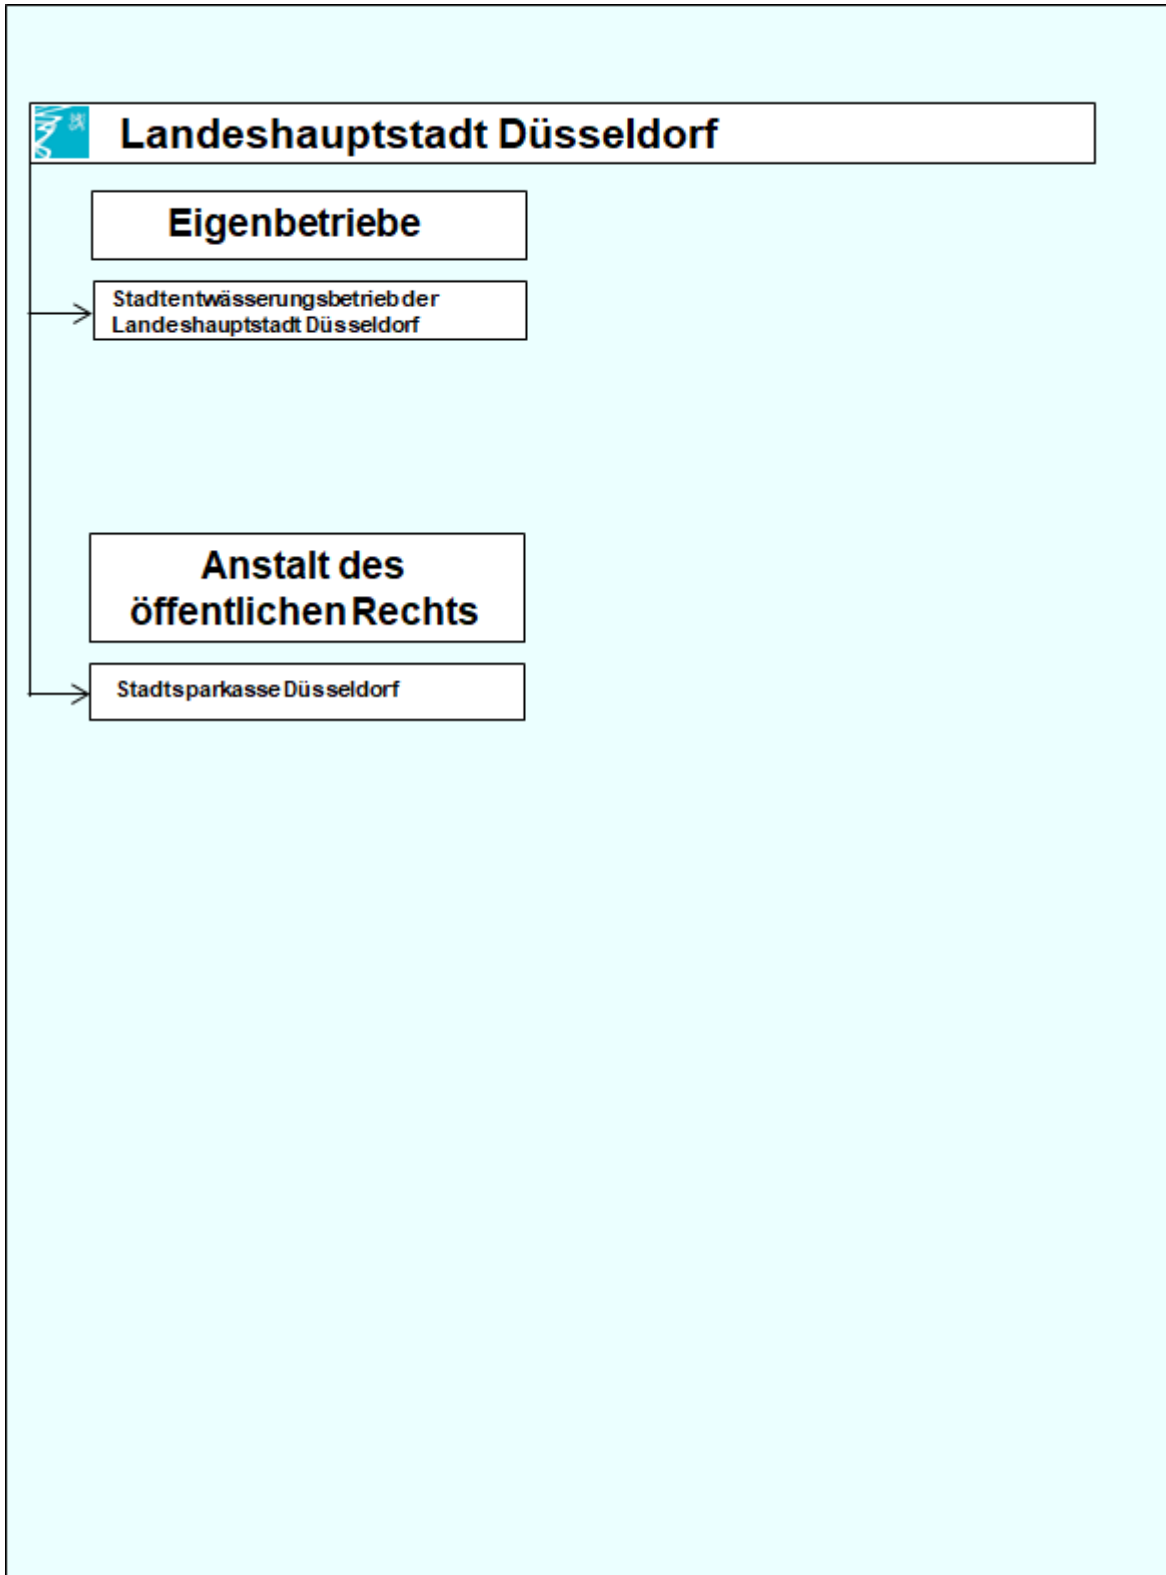 Landeshauptstadt Düsseldorf
Eigenbetriebe
Stadtentwässerungsbetrieb der
Landeshauptstadt Düsseldorf
Anstalt des
öffentlichen Rechts
Stadtsparkasse Düsseldorf